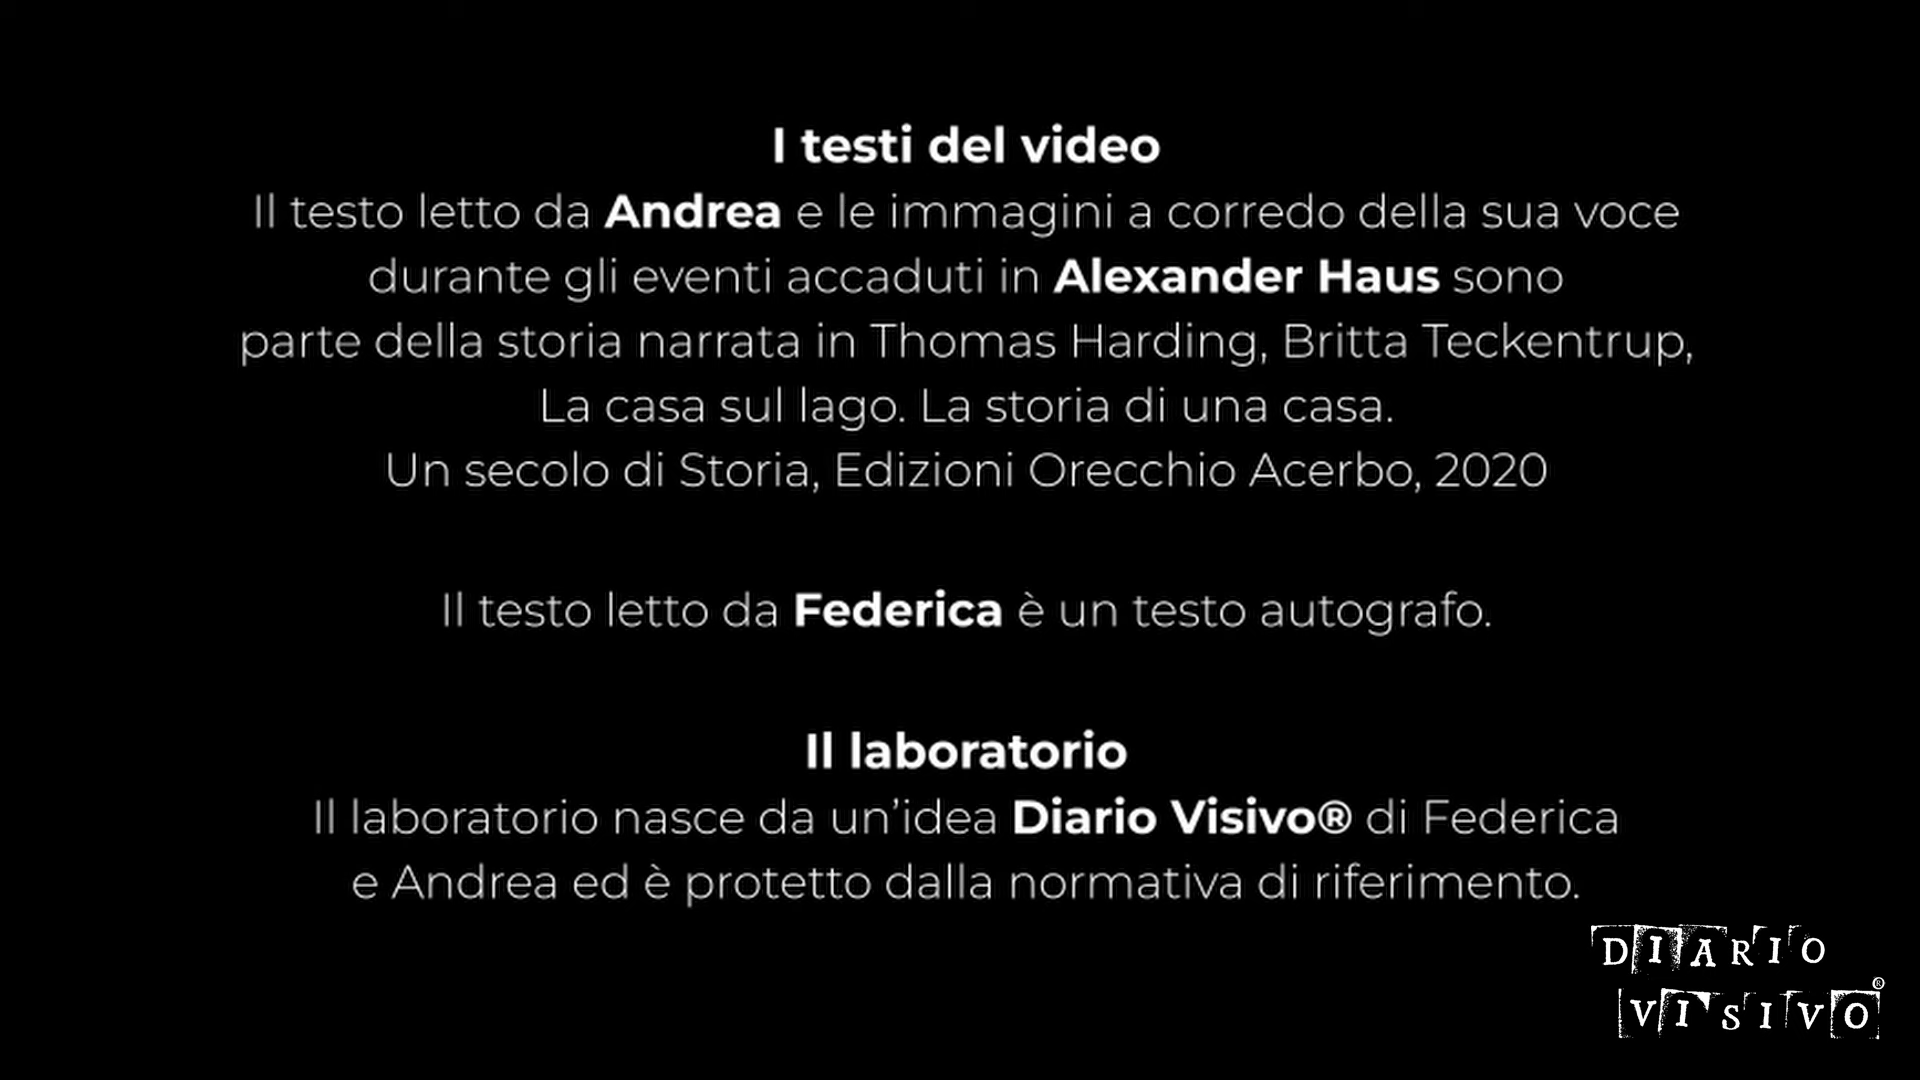 I testi del video
Il testo letto da Andrea e le immagini a corredo della sua voce
durante gli eventi accaduti in Alexander Haus sono
parte della storia narrata in Thomas Harding, Britta Teckentrup,
La casa sul lago. La storia di una casa.
Un secolo di Storia, Edizioni Orecchio Acerbo, 2020
Il testo letto da Federica è un testo autografo.
Il laboratorio
Il laboratorio nasce da un’idea Diario Visivo® di Federica
e Andrea ed è protetto dalla normativa di riferimento.
DIARIO
VISIVO®